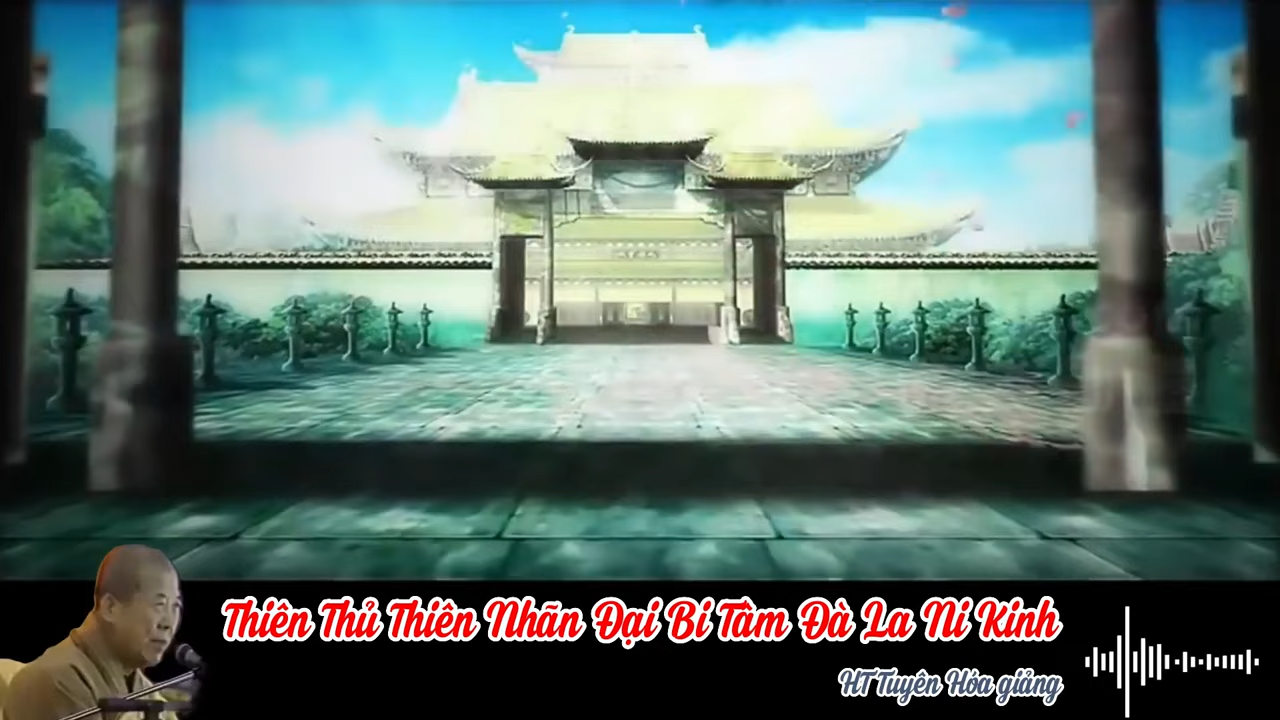 Thiên Thủ Thiên Nhãn Đại Bi Tâm Đà La Ni Kinh
HT Tuyên Hóa giảng